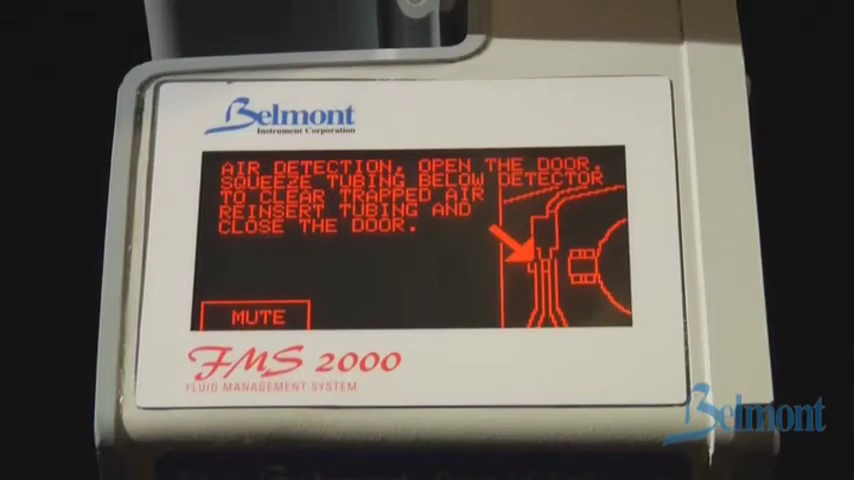 Belmont
Instrument Corporation
AIR DETECTION, OPEN THE DOOR.
SQUEEZE TUBING BELOW DETECTOR
TO CLEAR TRAPPED AIR
REINSERT TUBING AND
CLOSE THE DOOR.
MUTE
FMS 2000
FLUID MANAGEMENT SYSTEM
Belmont